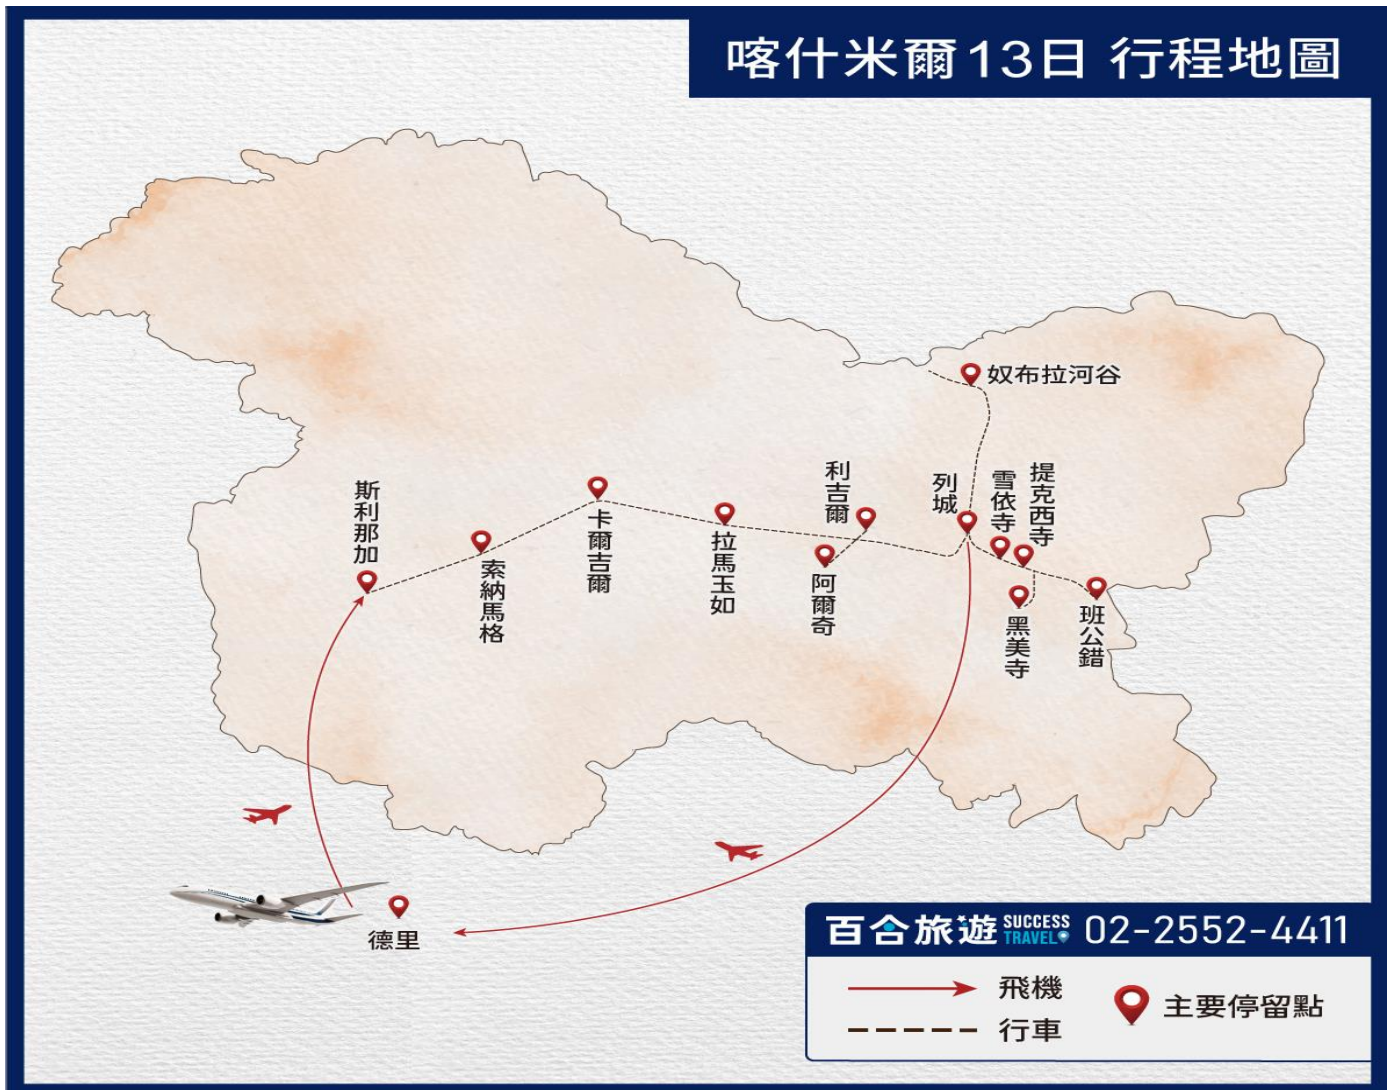 喀什米爾13日 行程地圖
奴布拉河谷
提克西寺
雪依寺
列城
利吉爾
斯利那加
卡爾吉爾
拉馬玉如
索納馬格
阿爾奇
黑美寺
班公錯
德里
百合旅遊 SUCCESS TRAVEL 02-2552-4411
飛機
行車
主要停留點